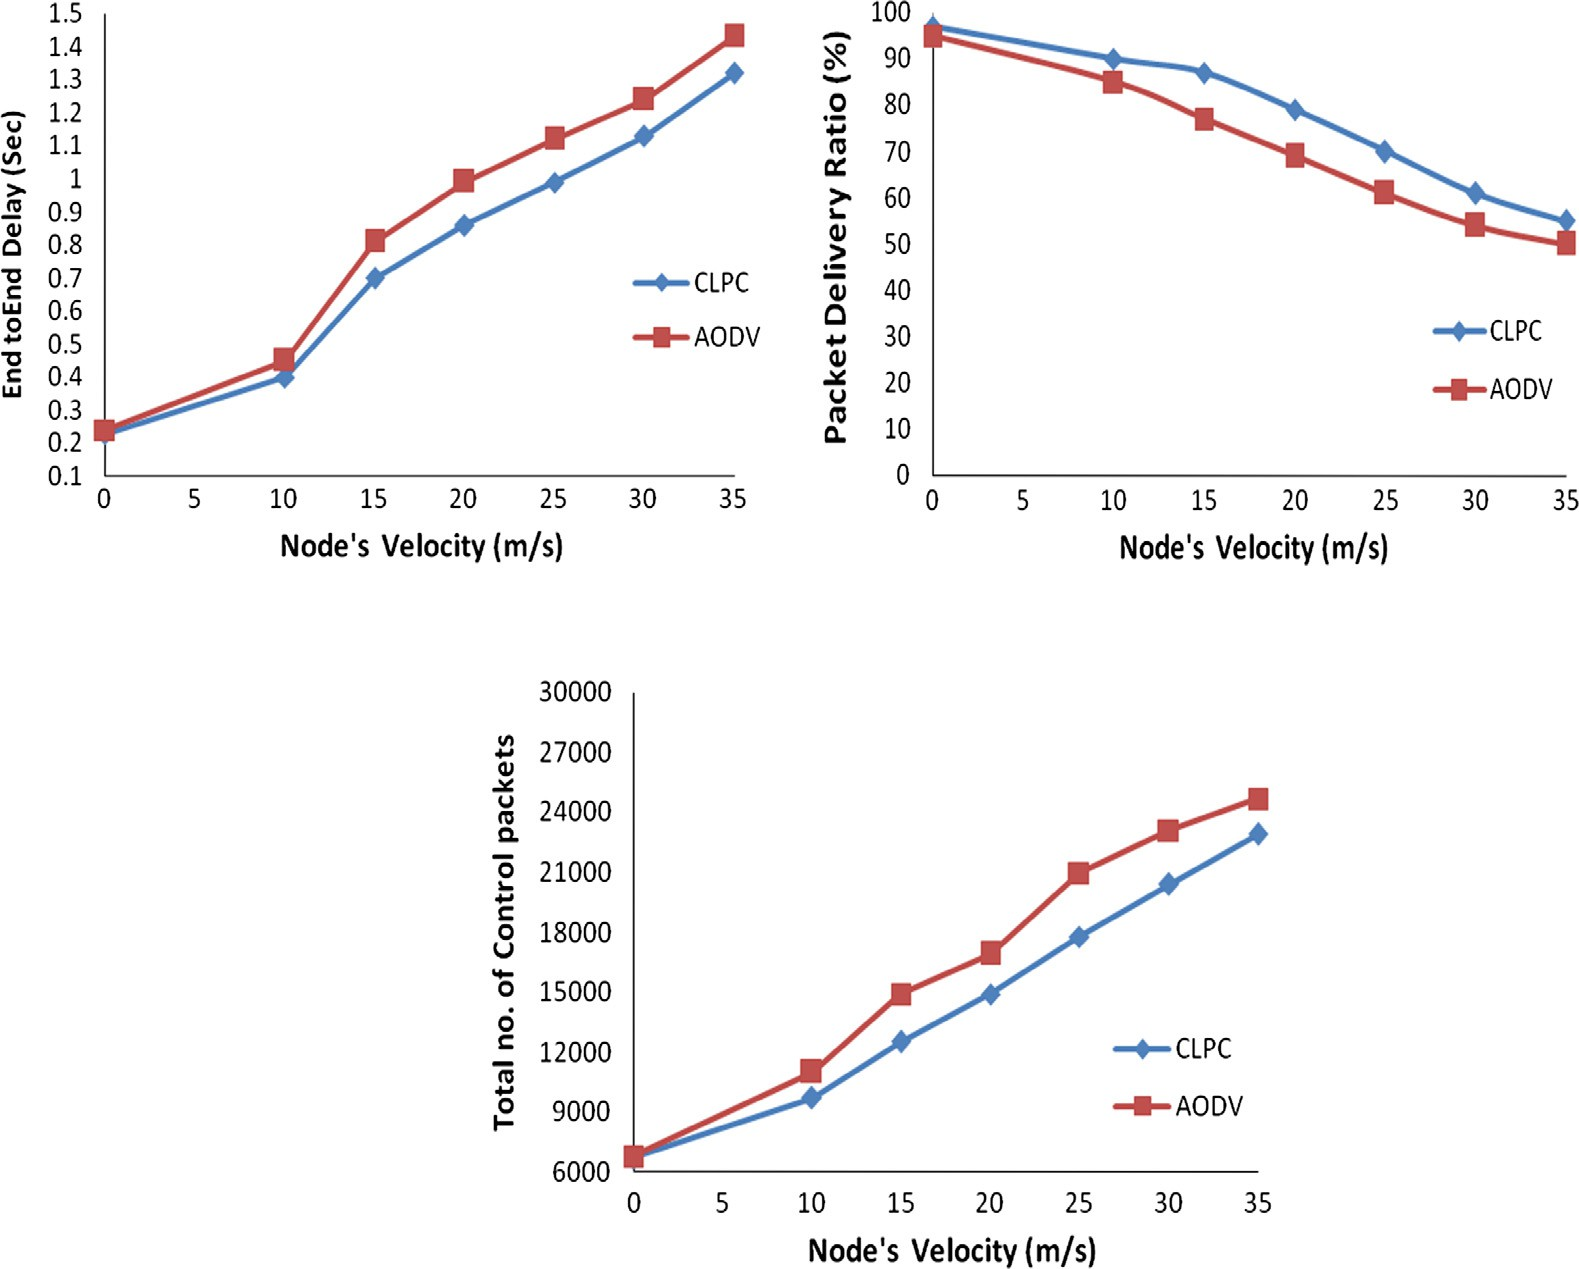 End toEnd Delay (Sec)
1.5
1.4
1.3
1.2
1.1
1
0.9
0.8
0.7
0.6
0.5
0.4
0.3
0.2
0.1
0 5 10 15 20 25 30 35
Node's Velocity (m/s)
CLPC
AODV
Packet Delivery Ratio (%)
100
90
80
70
60
50
40
30
20
10
0
0 5 10 15 20 25 30 35
Node's Velocity (m/s)
CLPC
AODV
Total no. of Control packets
30000
27000
24000
21000
18000
15000
12000
9000
6000
0 5 10 15 20 25 30 35
Node's Velocity (m/s)
CLPC
AODV